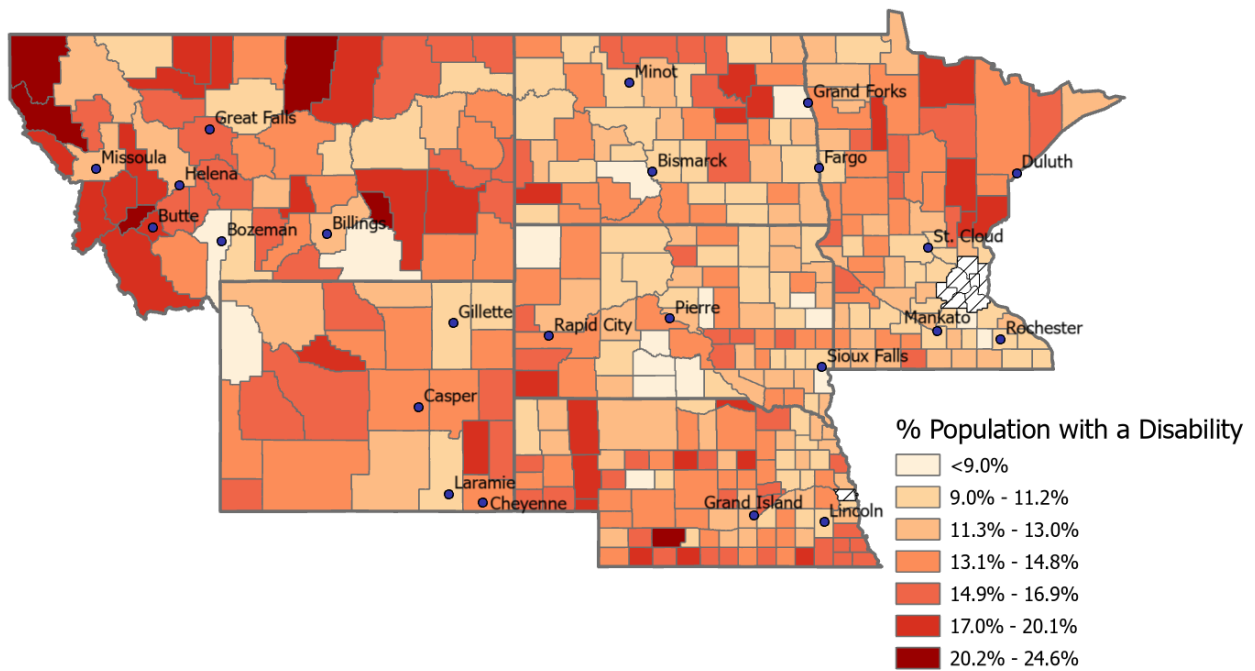 Minot
Grand Forks
Great Falls
Missoula
Helena
Bismarck
Fargo
Duluth
Butte
Bozeman
Billings
St. Cloud
Gillette
Rapid City
Pierre
Mankato
Rochester
Sioux Falls
Casper
Laramie
Cheyenne
Grand Island
Lincoln
% Population with a Disability
<9.0%
9.0% - 11.2%
11.3% - 13.0%
13.1% - 14.8%
14.9% - 16.9%
17.0% - 20.1%
20.2% - 24.6%